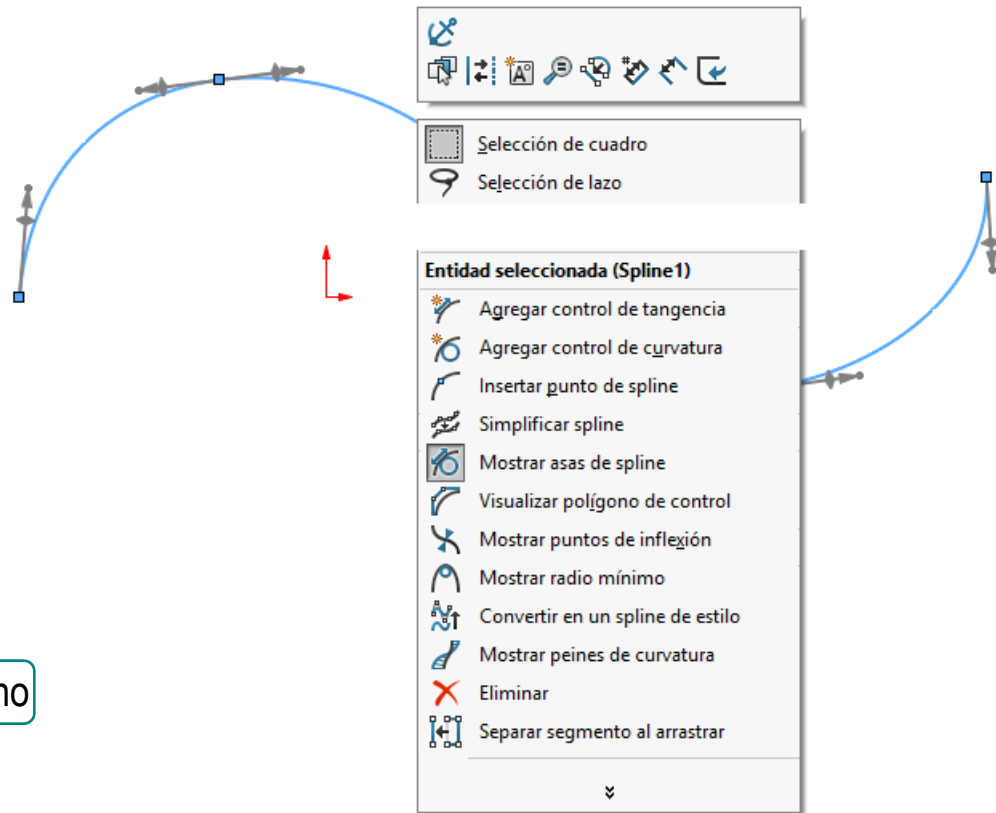 Selección de cuadro
Selección de lazo
Entidad seleccionada (Spline1)
Agregar control de tangencia
Agregar control de curvatura
Insertar punto de spline
Simplificar spline
Mostrar asas de spline
Visualizar polígono de control
Mostrar puntos de inflexión
Mostrar radio mínimo
Convertir en un spline de estilo
Mostrar peines de curvatura
Eliminar
Separar segmento al arrastrar